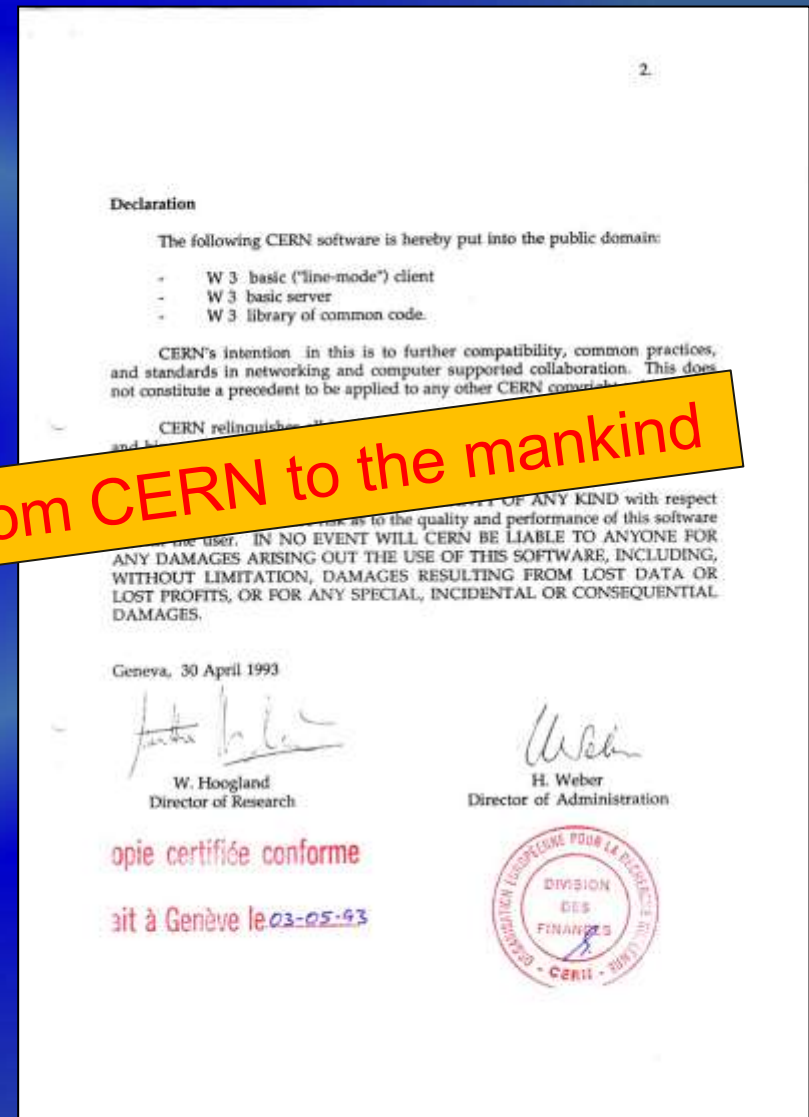 2.
Declaration
The following CERN software is hereby put into the public domain:
- W 3 basic ("line-mode") client
- W 3 basic server
- W 3 library of common code.
CERN's intention in this is to further compatibility, common practices,
and standards in networking and computer supported collaboration. This does
not constitute a precedent to be applied to any other CERN
CERN relinquishes
and
om CERN to the mankind
OF ANY KIND with respect
as to the quality and performance of this software
the user. IN NO EVENT WILL CERN BE LIABLE TO ANYONE FOR
ANY DAMAGES ARISING OUT THE USE OF THIS SOFTWARE, INCLUDING,
WITHOUT LIMITATION, DAMAGES RESULTING FROM LOST DATA OR
LOST PROFITS, OR FOR ANY SPECIAL, INCIDENTAL OR CONSEQUENTIAL
DAMAGES.
Geneva, 30 April 1993
W. Hoogland
Director of Research
H. Weber
Director of Administration
opie certifiée conforme
ait à Genève le 03-05-93
ORGANISATION EUROPÉENNE POUR LA RECHERCHE NUCLÉAIRE
DIVISION
DES
FINANCES
- CERN -